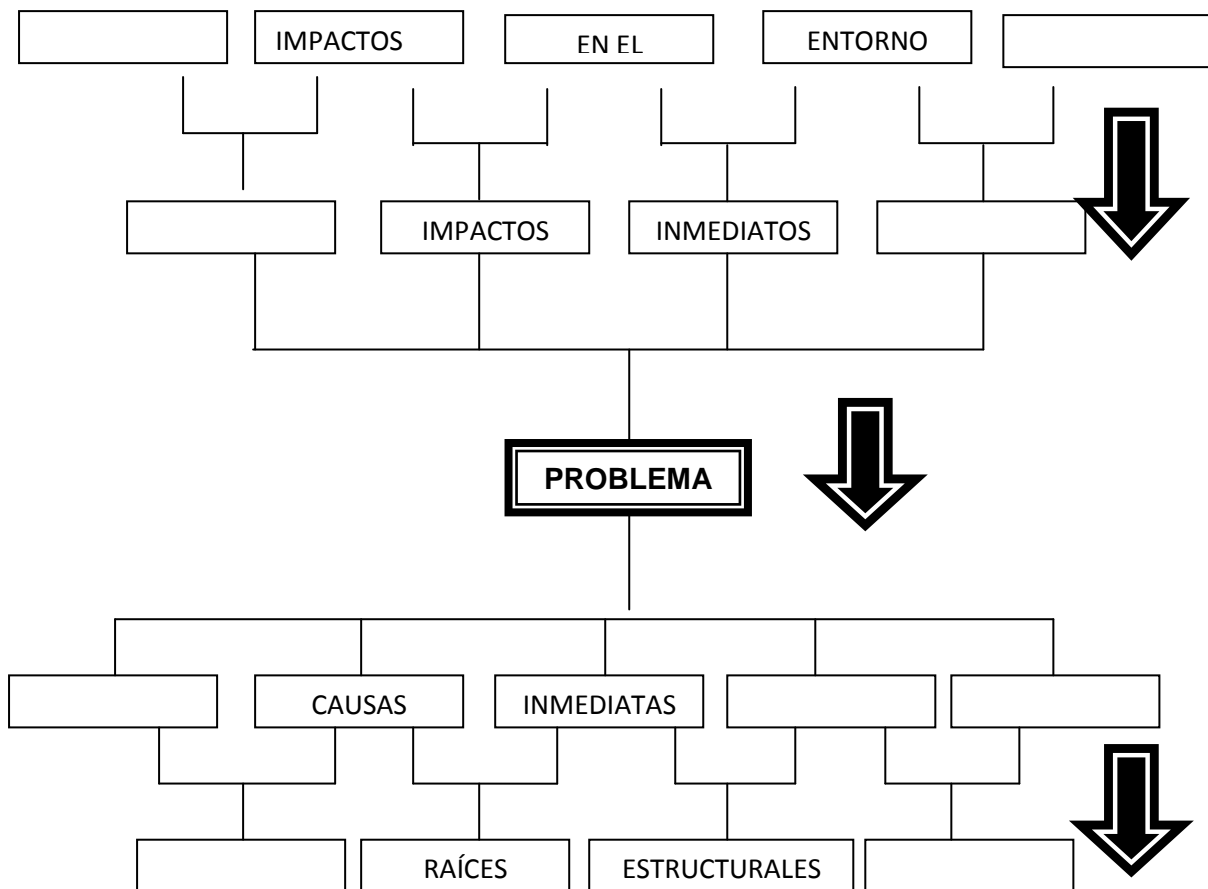 IMPACTOS EN EL ENTORNO
IMPACTOS INMEDIATOS
PROBLEMA
CAUSAS INMEDIATAS
RAÍCES ESTRUCTURALES